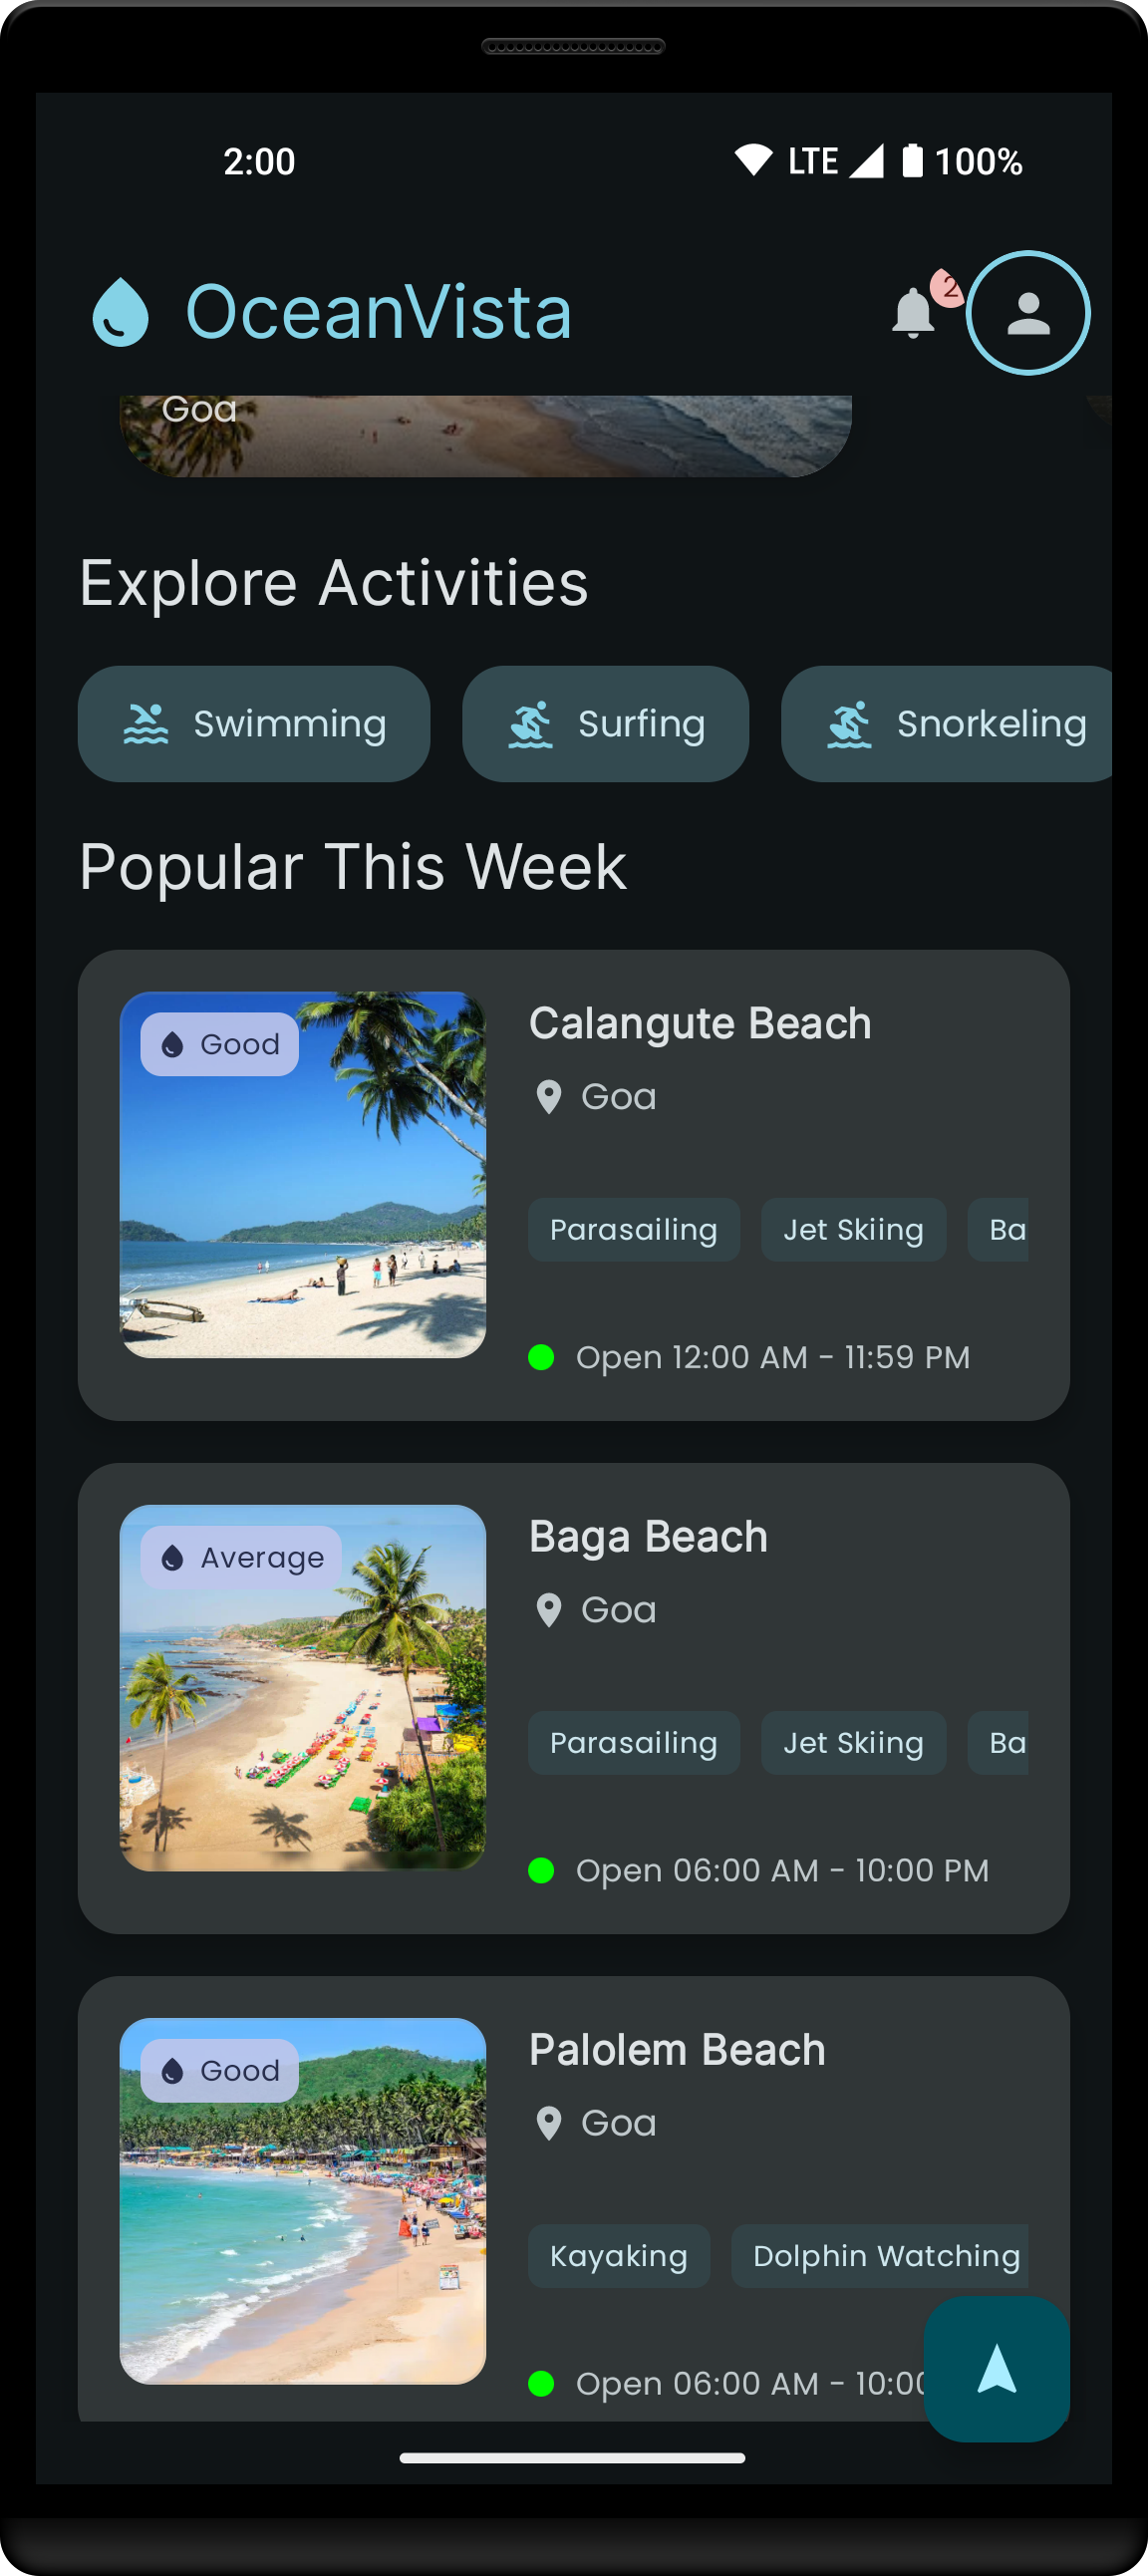 2:00 LTE 100%
OceanVista 2
Goa
Explore Activities
Swimming Surfing Snorkeling
Popular This Week
Good
Calangute Beach
Goa
Parasailing Jet Skiing Ba
Open 12:00 AM - 11:59 PM
Average
Baga Beach
Goa
Parasailing Jet Skiing Ba
Open 06:00 AM - 10:00 PM
Good
Palolem Beach
Goa
Kayaking Dolphin Watching
Open 06:00 AM - 10:00